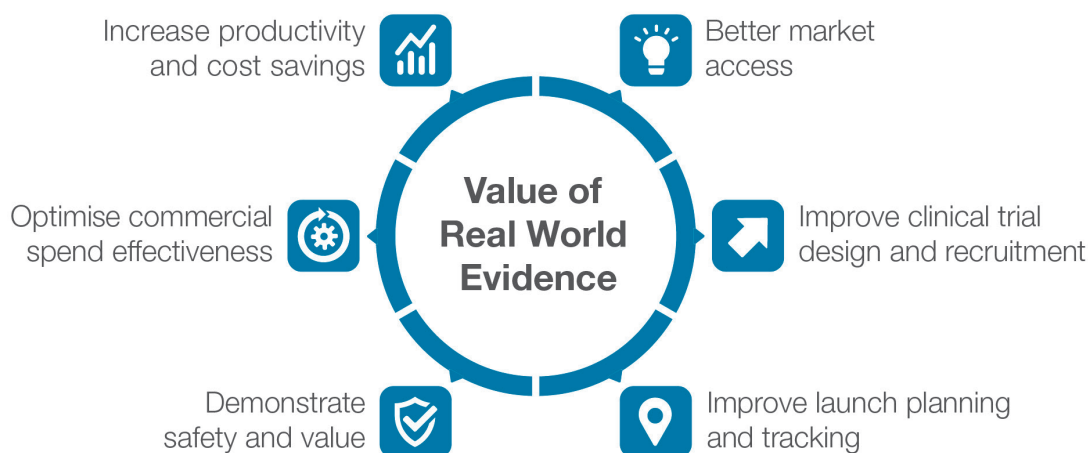 Increase productivity
and cost savings
Better market
access
Optimise commercial
spend effectiveness
Value of
Real World
Evidence
Improve clinical trial
design and recruitment
Demonstrate
safety and value
Improve launch planning
and tracking